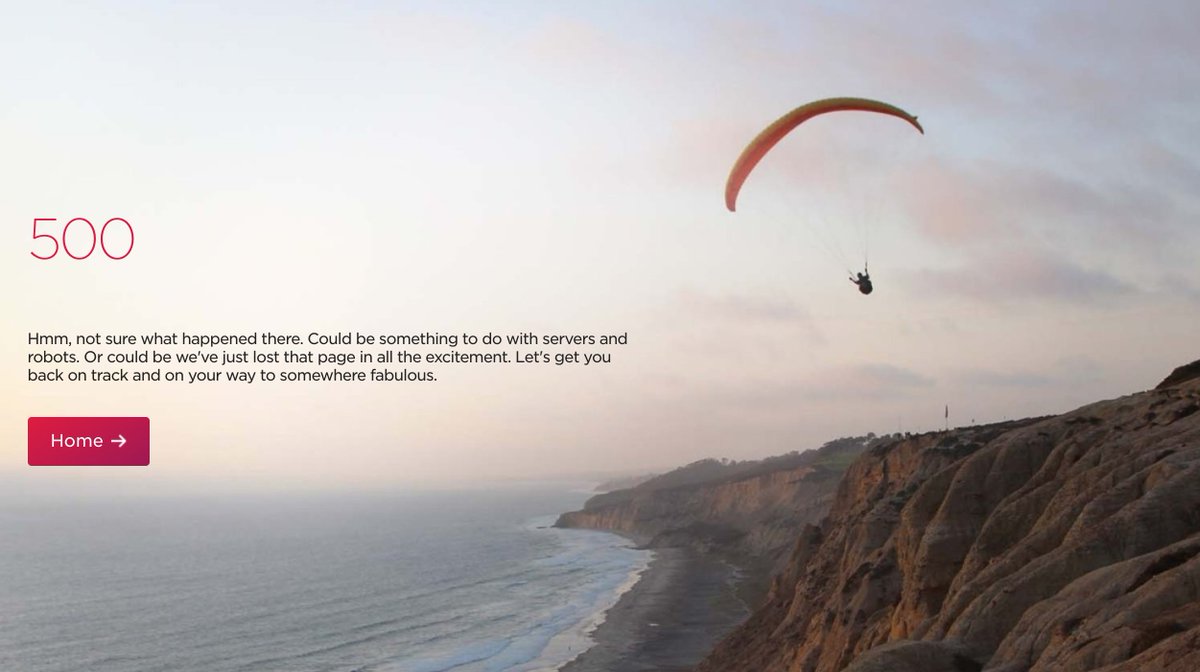 500
Hmm, not sure what happened there. Could be something to do with servers and
robots. Or could be we've just lost that page in all the excitement. Let's get you
back on track and on your way to somewhere fabulous.
Home →